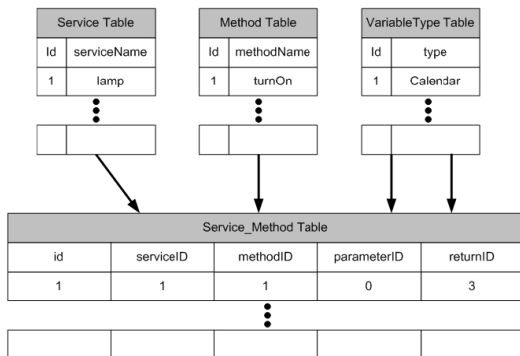 Service Table
Id serviceName
1 lamp
Method Table
Id methodName
1 turnOn
VariableType Table
Id type
1 Calendar
Service_Method Table
id serviceID methodID parameterID returnID
1 1 1 0 3